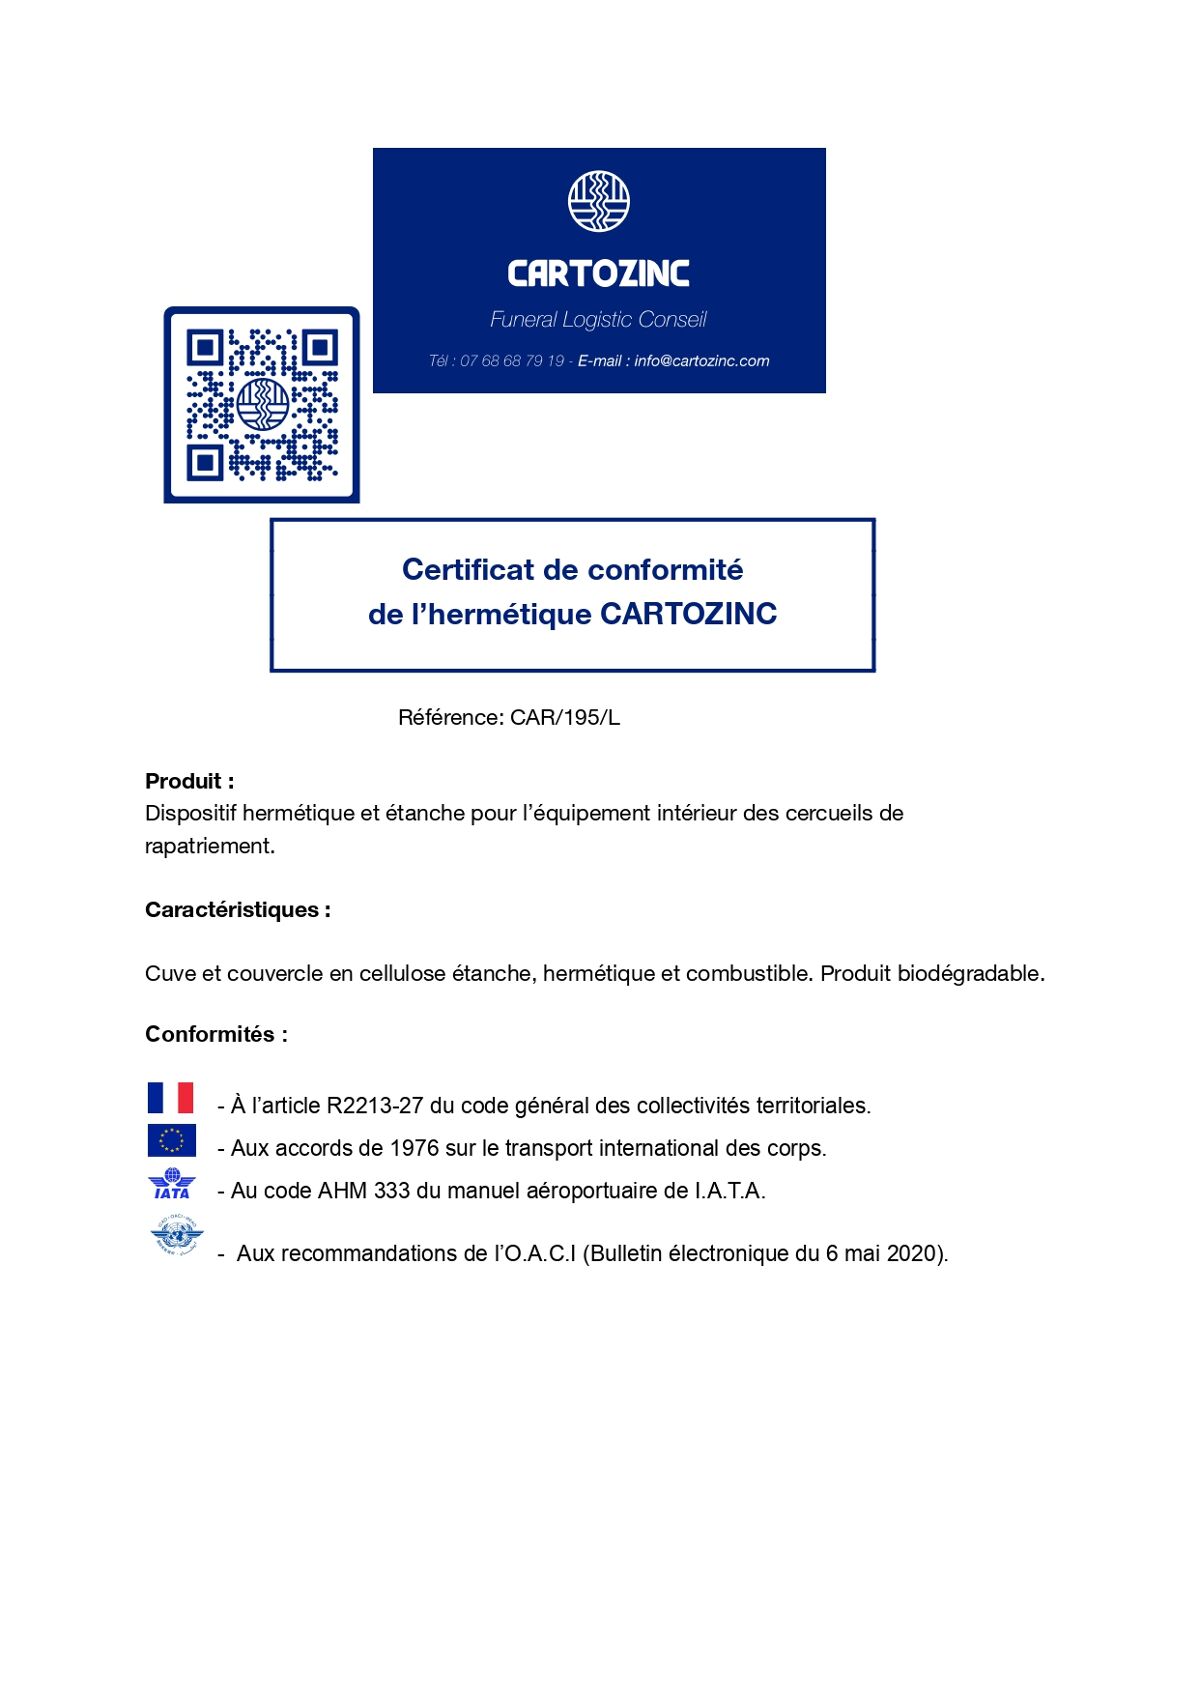 CARTOZINC
Funeral Logistic Conseil
Tél : 07 68 68 79 19 - E-mail : info@cartozinc.com
Certificat de conformité
de l’hermétique CARTOZINC
Référence: CAR/195/L
Produit :
Dispositif hermétique et étanche pour l’équipement intérieur des cercueils de
rapatriement.
Caractéristiques :
Cuve et couvercle en cellulose étanche, hermétique et combustible. Produit biodégradable.
Conformités :
- À l’article R2213-27 du code général des collectivités territoriales.
- Aux accords de 1976 sur le transport international des corps.
IATA - Au code AHM 333 du manuel aéroportuaire de I.A.T.A.
- Aux recommandations de l’O.A.C.I (Bulletin électronique du 6 mai 2020).